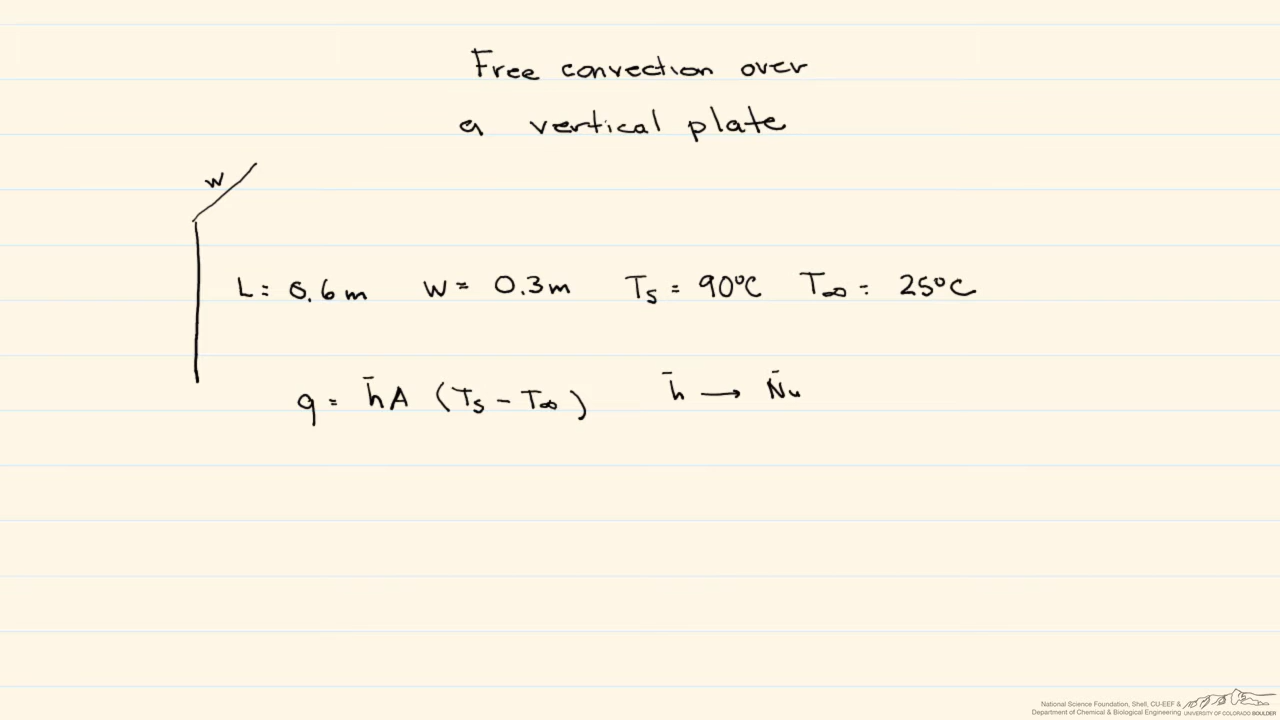 Free convection over
a vertical plate
w
L = 0.6 m w = 0.3 m Ts = 90°C T∞ = 25°C
q = h̄A (Ts - T∞) h̄ → N̄u
National Science Foundation, Shell, CU-EEF &
Department of Chemical & Biological Engineering UNIVERSITY OF COLORADO BOULDER